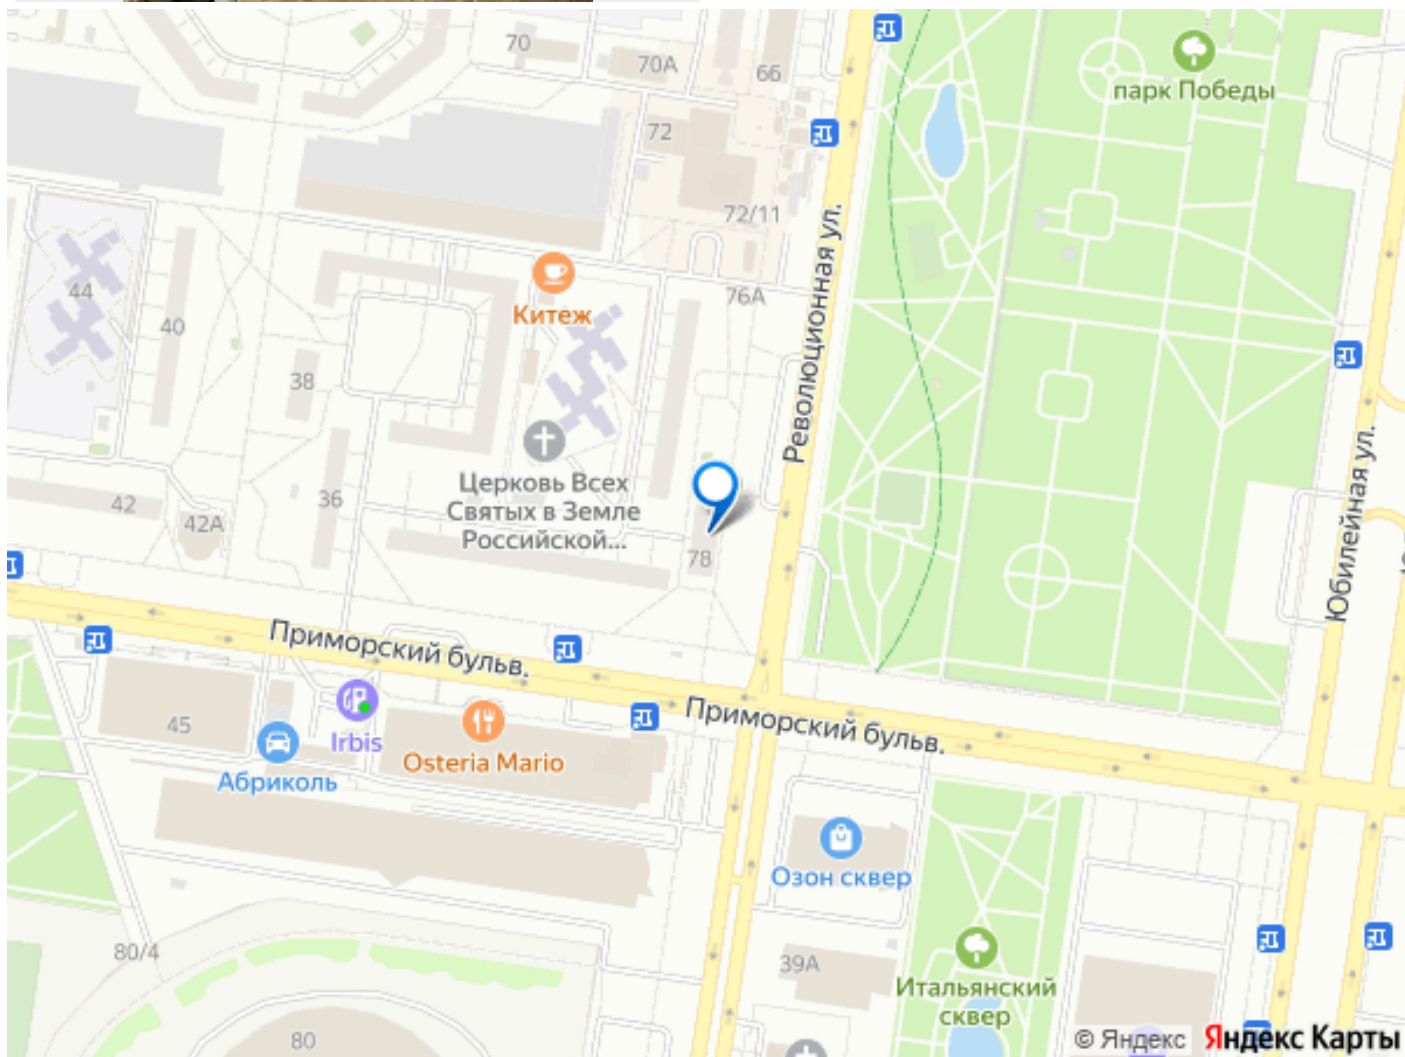 70
70А
66
парк Победы
72
72/11
Революционная ул.
44
40
Китеж
76А
38
Церковь Всех
Святых в Земле
Российской...
42
42А
36
78
Юбилейная ул.
Приморский бульв.
Приморский бульв.
45
Irbis
Абриколь
Osteria Mario
Озон сквер
80/4
39А
Итальянский
сквер
80
© Яндекс Яндекс Карты